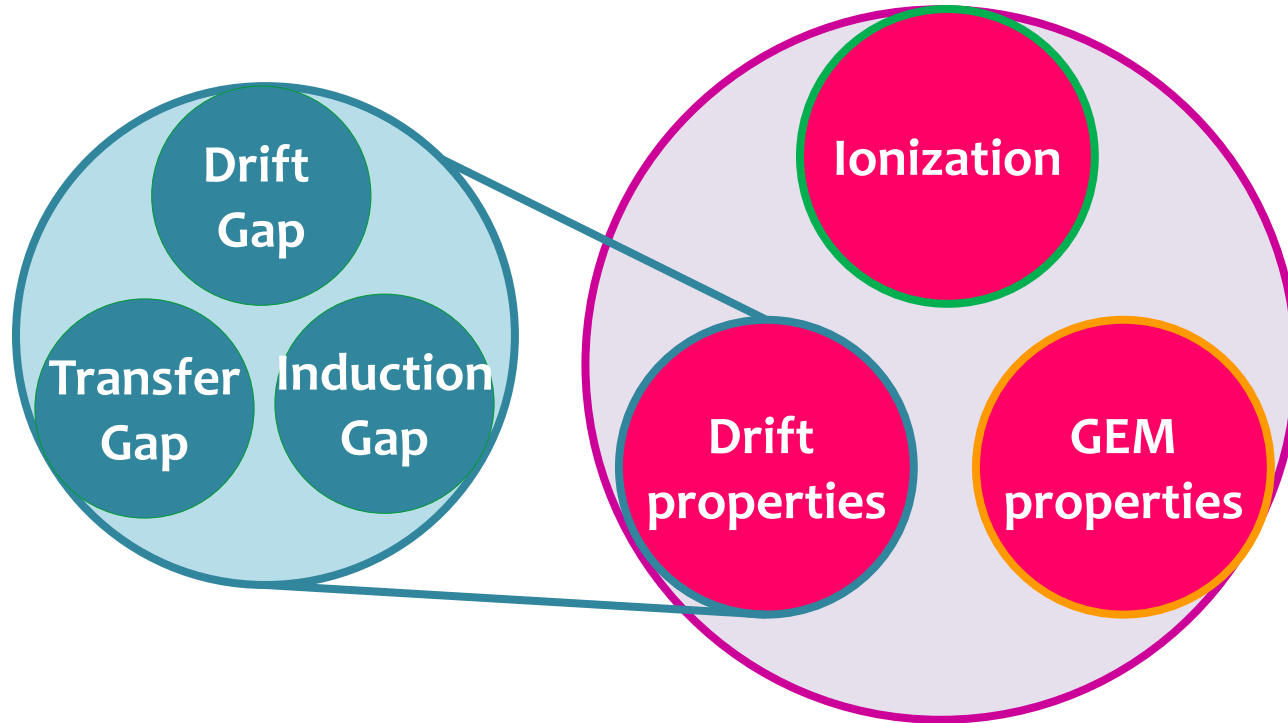 Drift
Gap
Transfer
Gap
Induction
Gap
Ionization
Drift
properties
GEM
properties